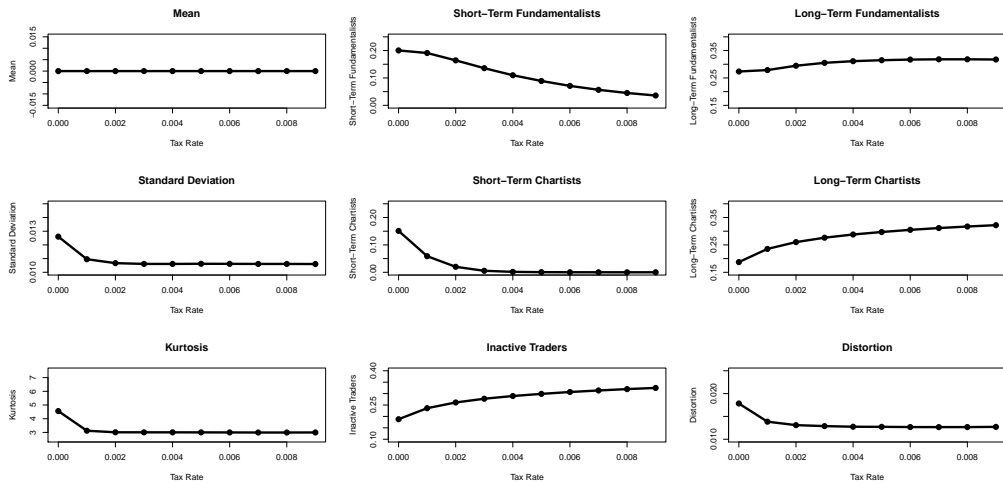 Mean
Mean
0.015
0.000
-0.015
0.000 0.002 0.004 0.006 0.008
Tax Rate
Short−Term Fundamentalists
Short−Term Fundamentalists
0.20
0.10
0.00
0.000 0.002 0.004 0.006 0.008
Tax Rate
Long−Term Fundamentalists
Long−Term Fundamentalists
0.35
0.25
0.15
0.000 0.002 0.004 0.006 0.008
Tax Rate
Standard Deviation
Standard Deviation
0.013
0.010
0.000 0.002 0.004 0.006 0.008
Tax Rate
Short−Term Chartists
Short−Term Chartists
0.20
0.10
0.00
0.000 0.002 0.004 0.006 0.008
Tax Rate
Long−Term Chartists
Long−Term Chartists
0.35
0.25
0.15
0.000 0.002 0.004 0.006 0.008
Tax Rate
Kurtosis
Kurtosis
7
6
5
4
3
0.000 0.002 0.004 0.006 0.008
Tax Rate
Inactive Traders
Inactive Traders
0.40
0.25
0.10
0.000 0.002 0.004 0.006 0.008
Tax Rate
Distortion
Distortion
0.020
0.010
0.000 0.002 0.004 0.006 0.008
Tax Rate